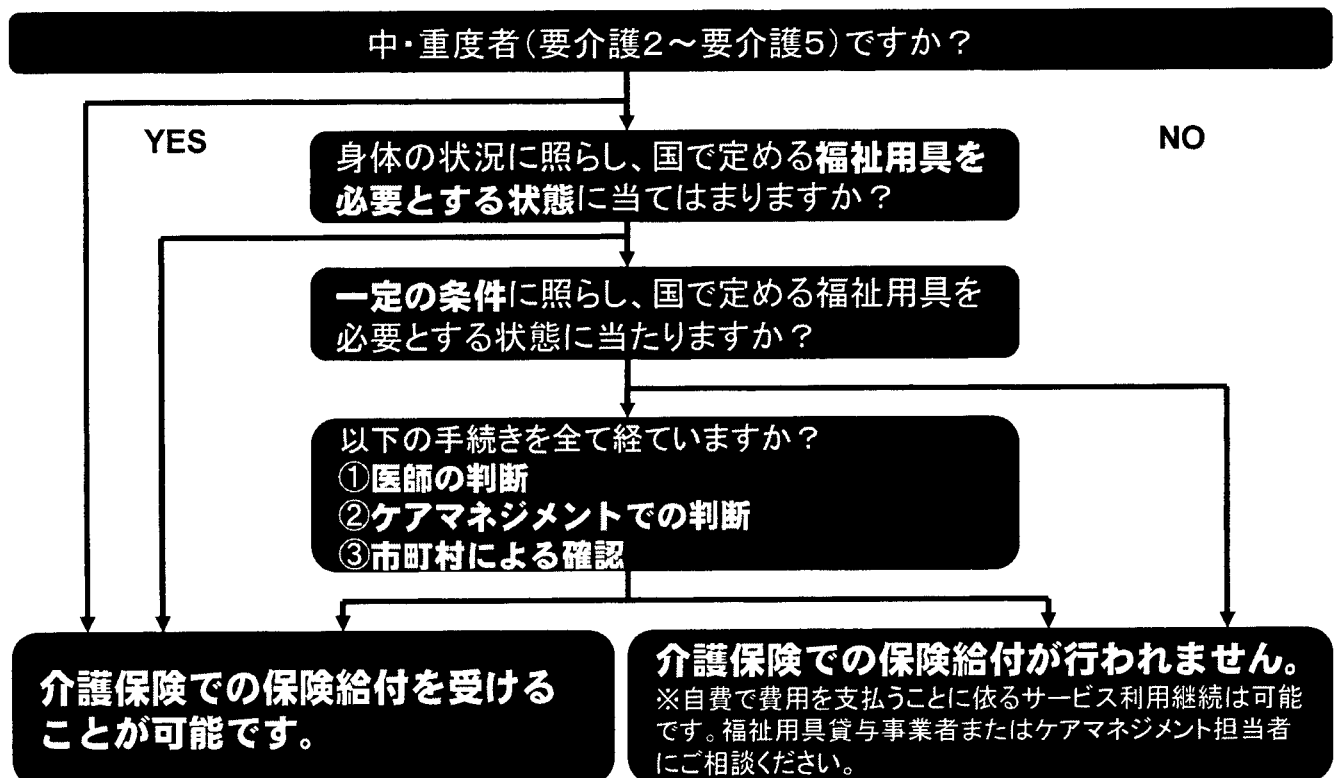 中・重度者(要介護2～要介護5)ですか？
YES
NO
身体の状況に照らし、国で定める福祉用具を
必要とする状態に当てはまりますか？
一定の条件に照らし、国で定める福祉用具を
必要とする状態に当たりますか？
以下の手続きを全て経ていますか？
①医師の判断
②ケアマネジメントでの判断
③市町村による確認
介護保険での保険給付を受ける
ことが可能です。
介護保険での保険給付が行われません。
※自費で費用を支払うことに依るサービス利用継続は可能
です。福祉用具貸与事業者またはケアマネジメント担当者
にご相談ください。